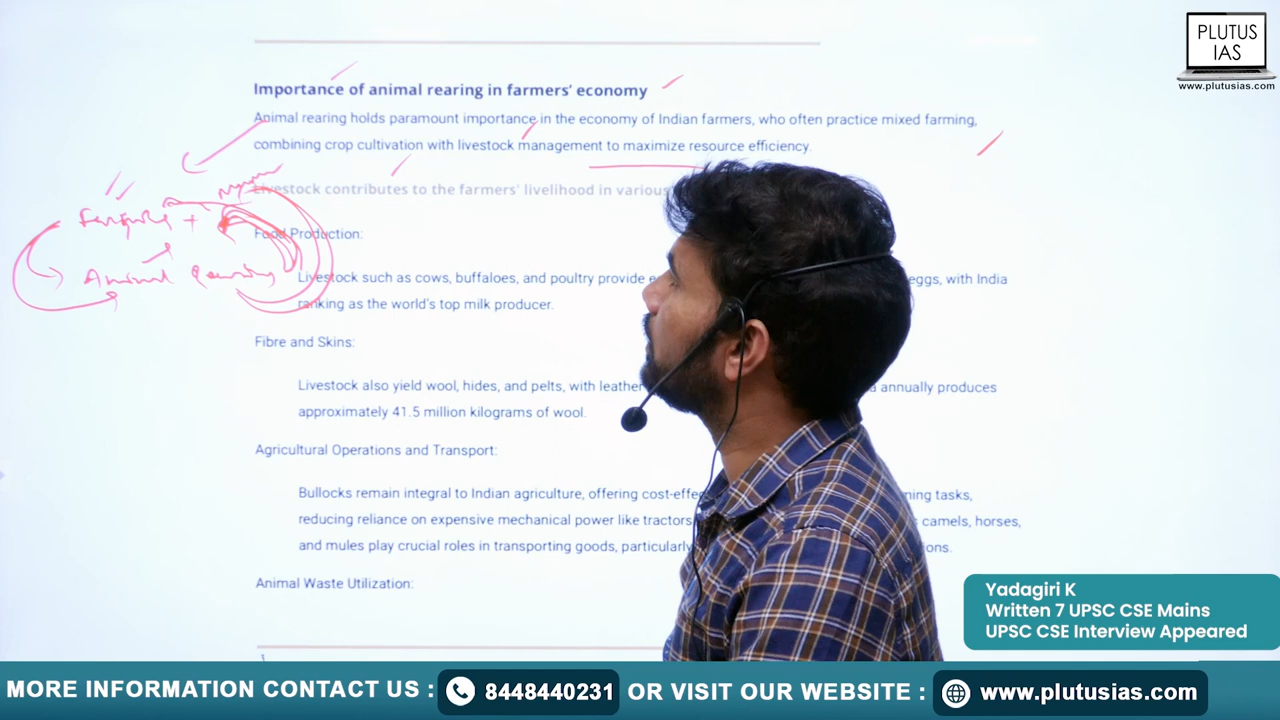 PLUTUS
IAS
www.plutusias.com
Importance of animal rearing in farmers' economy
Animal rearing holds paramount importance in the economy of Indian farmers, who often practice mixed farming,
combining crop cultivation with livestock management to maximize resource efficiency.
Livestock contributes to the farmers' livelihood in various
Food Production:
Livestock such as cows, buffaloes, and poultry provide eggs, with India
ranking as the world's top milk producer.
Fibre and Skins:
Livestock also yield wool, hides, and pelts, with leather annually produces
approximately 41.5 million kilograms of wool.
Agricultural Operations and Transport:
Bullocks remain integral to Indian agriculture, offering tasks,
reducing reliance on expensive mechanical power like tractors camels, horses,
and mules play crucial roles in transporting goods, particularly
Animal Waste Utilization:
+
Animal
Yadagiri K
Written 7 UPSC CSE Mains
UPSC CSE Interview Appeared
MORE INFORMATION CONTACT US : 8448440231 OR VISIT OUR WEBSITE : www.plutusias.com